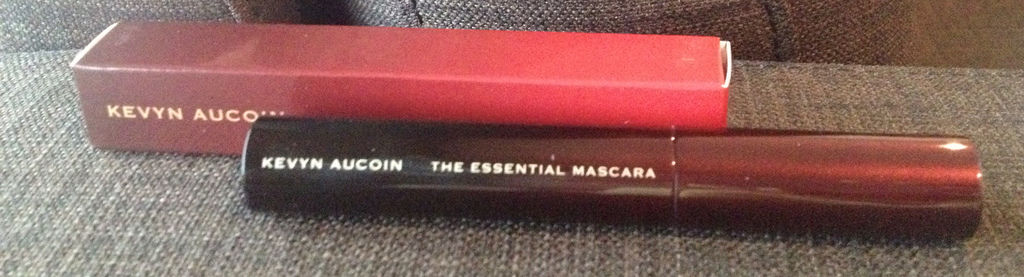 KEVYN AUCOIN
KEVYN AUCOIN THE ESSENTIAL MASCARA